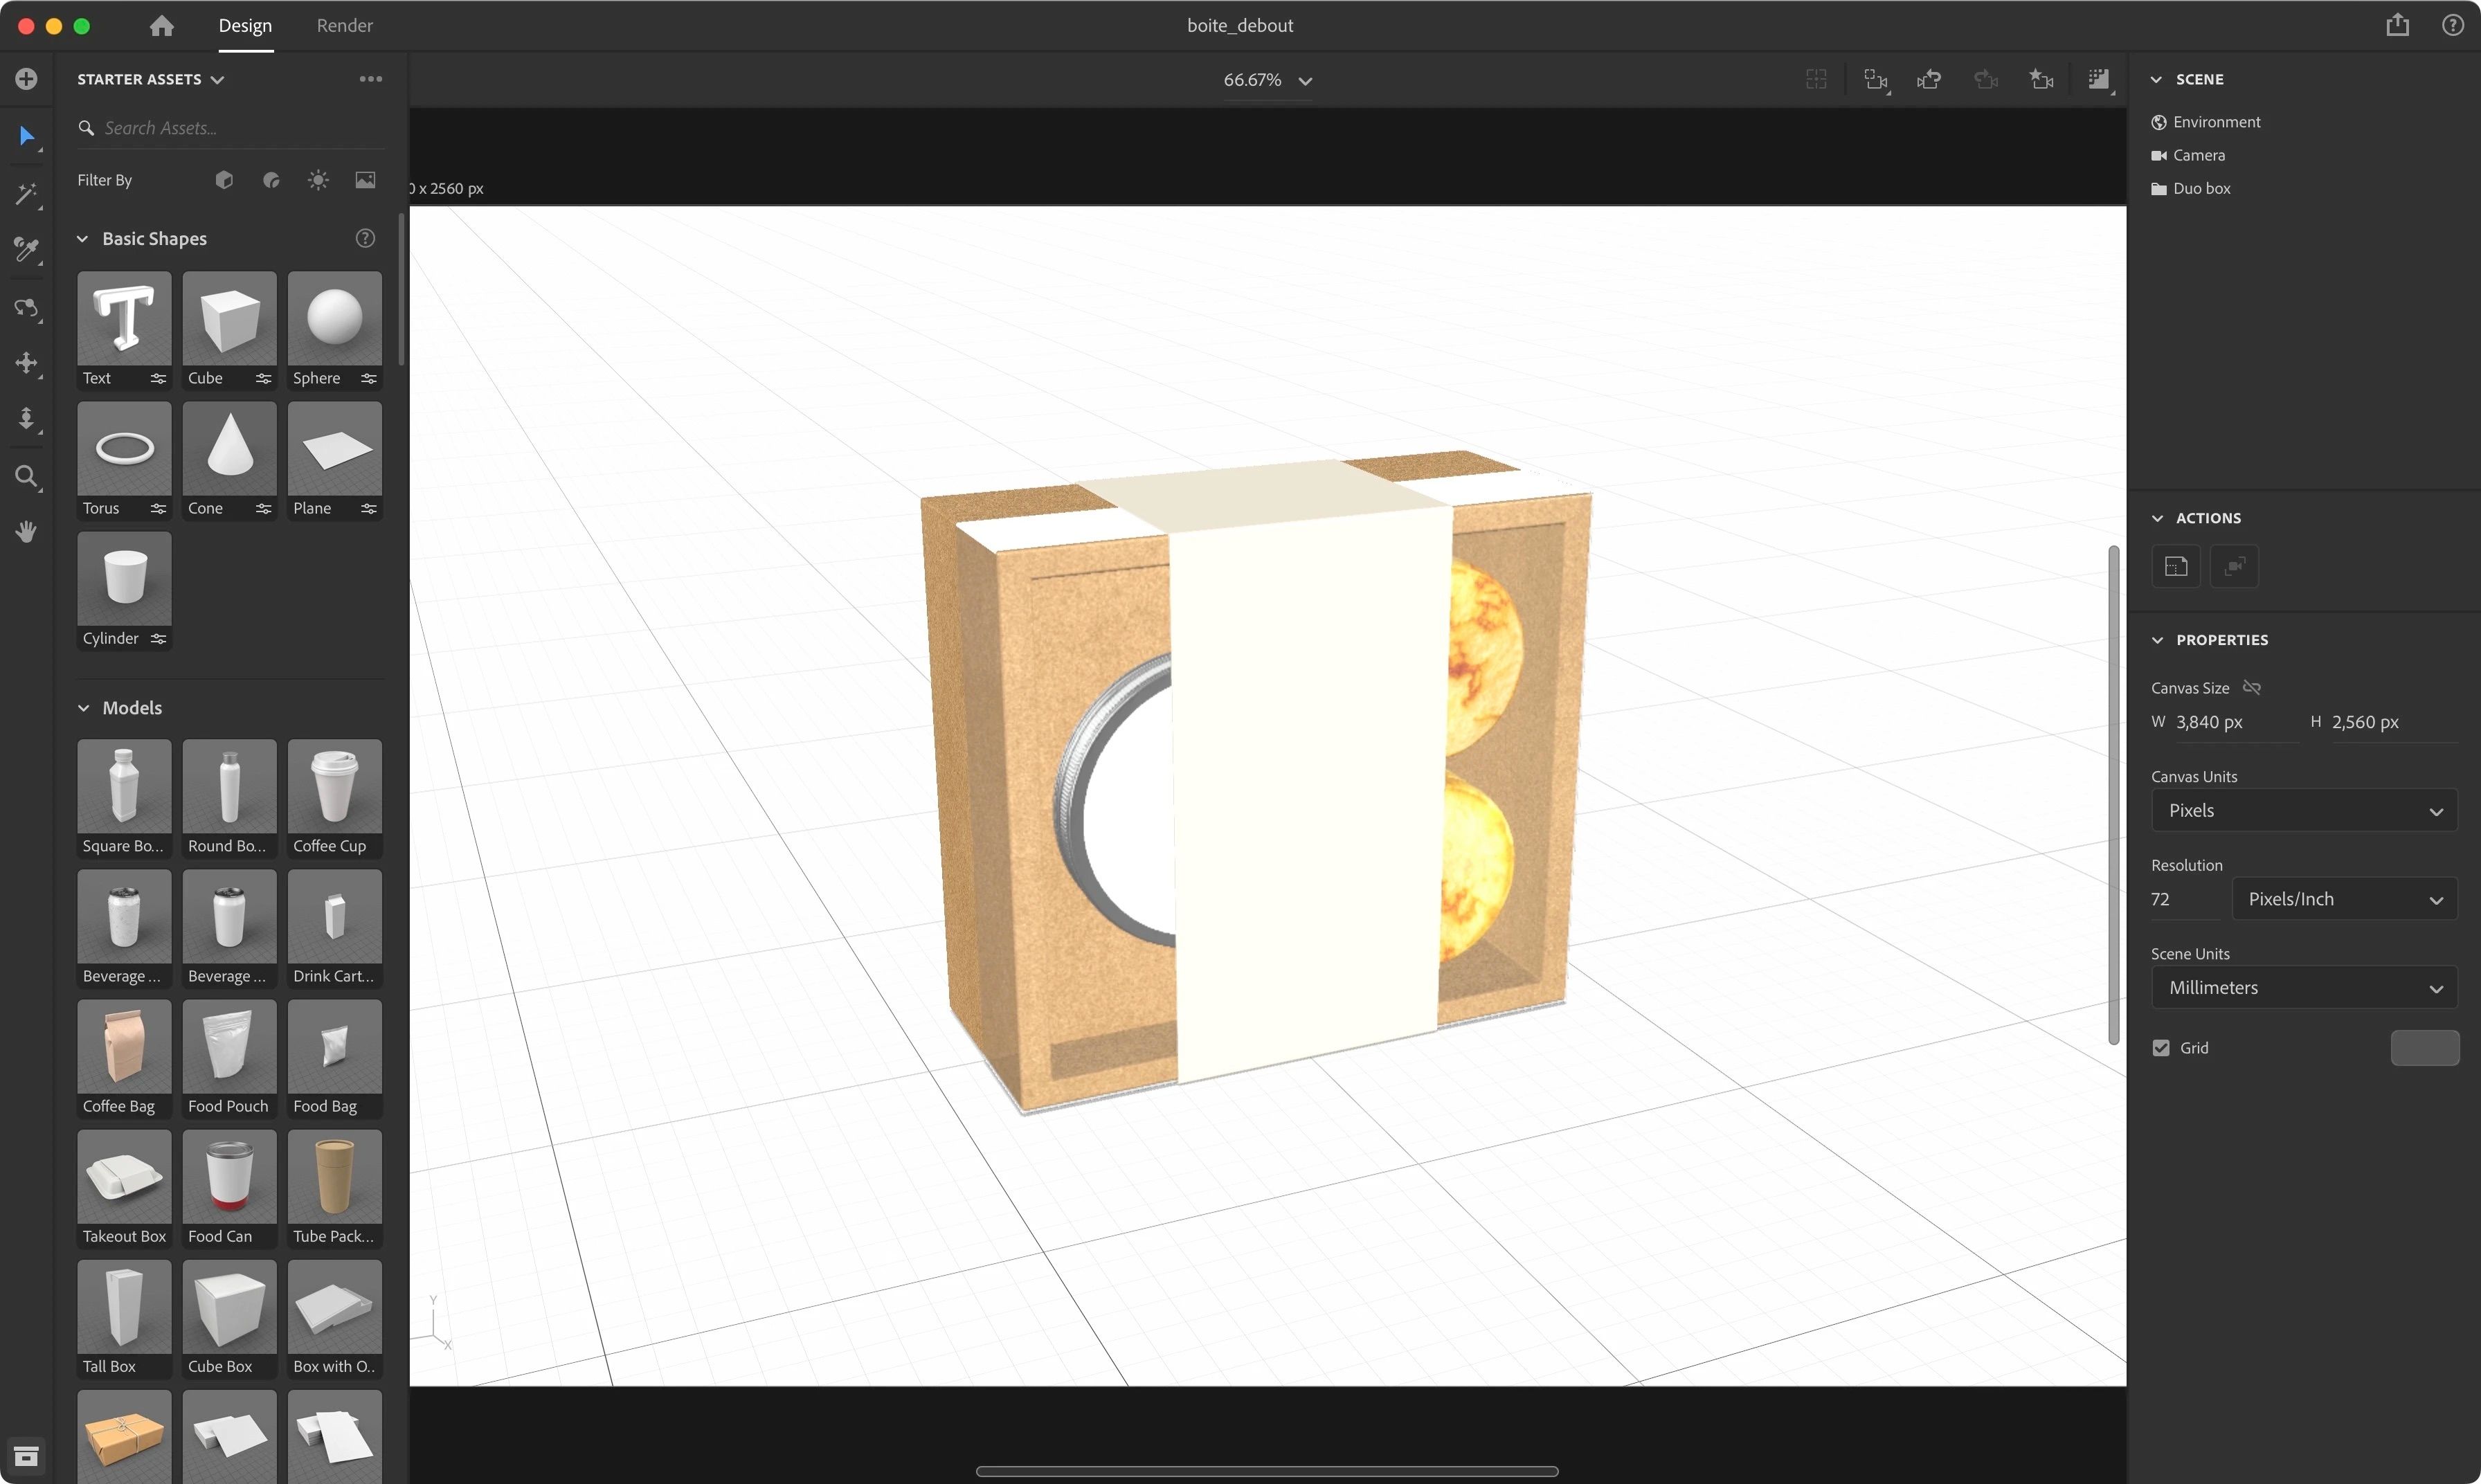 Design
Render
boite_debout
STARTER ASSETS
66.67%
Search Assets...
Filter By
0 x 2560 px
Basic Shapes
Text
Cube
Sphere
Torus
Cone
Plane
Cylinder
Models
Square Bo...
Round Bo...
Coffee Cup
Beverage ...
Beverage ...
Drink Cart...
Coffee Bag
Food Pouch
Food Bag
Takeout Box
Food Can
Tube Pack...
Tall Box
Cube Box
Box with O..
Y
X
SCENE
Environment
Camera
Duo box
ACTIONS
PROPERTIES
Canvas Size
W 3,840 px H 2,560 px
Canvas Units
Pixels
Resolution
72 Pixels/Inch
Scene Units
Millimeters
Grid